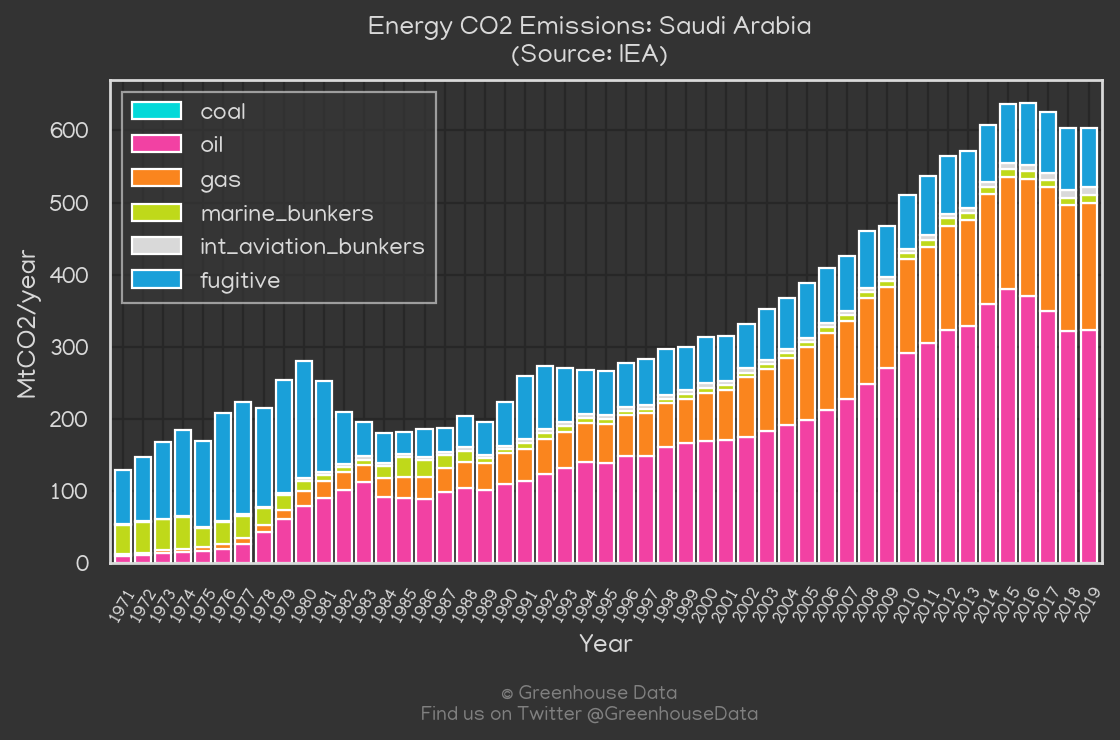 Energy CO2 Emissions: Saudi Arabia
(Source: IEA)
coal
oil
gas
marine_bunkers
int_aviation_bunkers
fugitive
MtCO2/year
600
500
400
300
200
100
0
1971 1972 1973 1974 1975 1976 1977 1978 1979 1980 1981 1982 1983 1984 1985 1986 1987 1988 1989 1990 1991 1992 1993 1994 1995 1996 1997 1998 1999 2000 2001 2002 2003 2004 2005 2006 2007 2008 2009 2010 2011 2012 2013 2014 2015 2016 2017 2018 2019
Year
© Greenhouse Data
Find us on Twitter @GreenhouseData